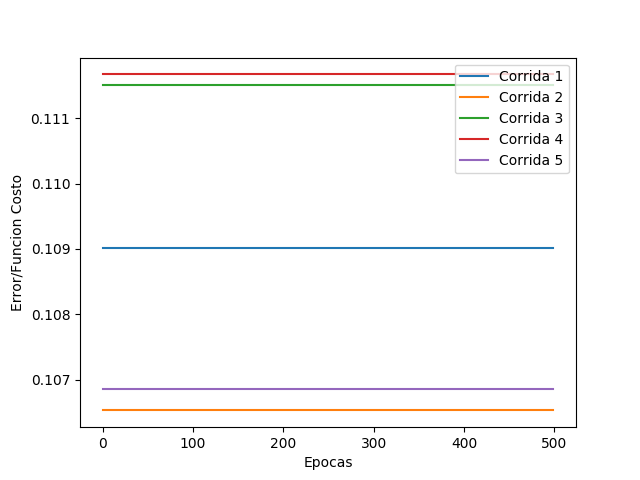 Corrida 1
Corrida 2
Corrida 3
Corrida 4
Corrida 5
0.111
0.110
0.109
0.108
0.107
Error/Funcion Costo
0 100 200 300 400 500
Epocas